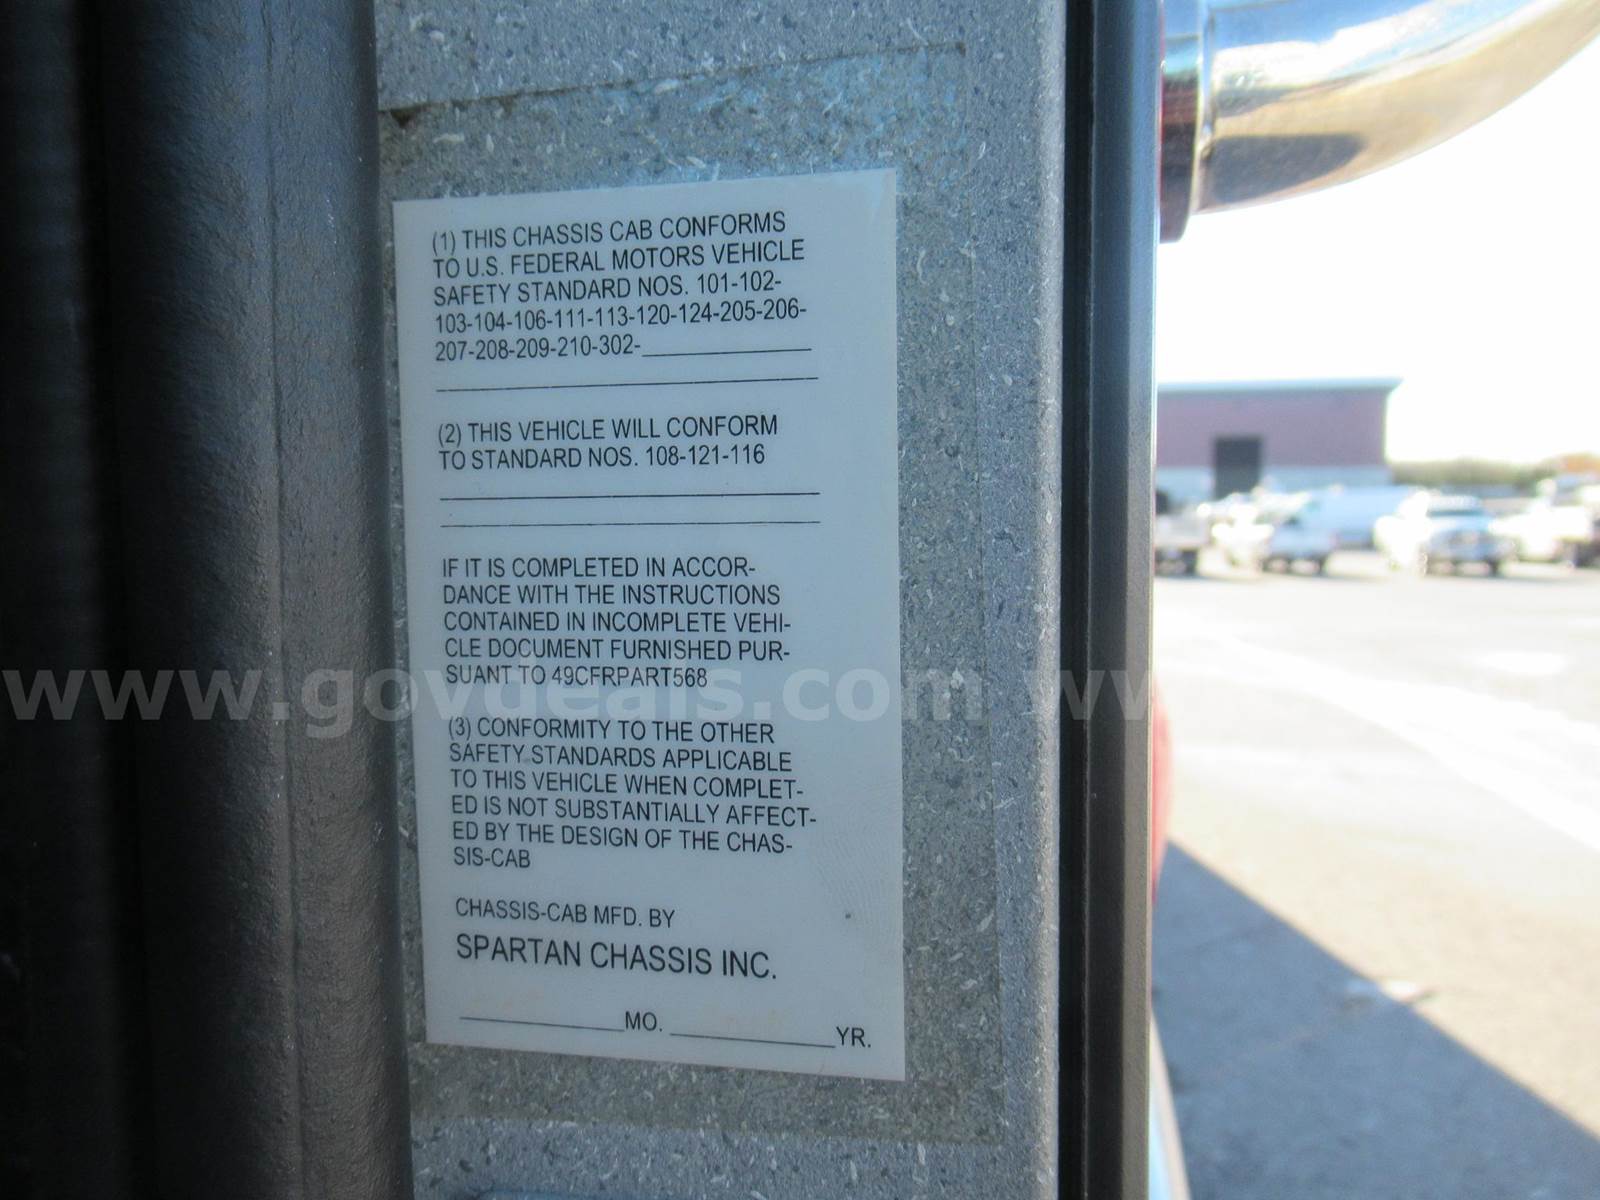 (1) THIS CHASSIS CAB CONFORMS
TO U.S. FEDERAL MOTORS VEHICLE
SAFETY STANDARD NOS. 101-102-
103-104-106-111-113-120-124-205-206-
207-208-209-210-302-
(2) THIS VEHICLE WILL CONFORM
TO STANDARD NOS. 108-121-116
IF IT IS COMPLETED IN ACCOR-
DANCE WITH THE INSTRUCTIONS
CONTAINED IN INCOMPLETE VEHI-
CLE DOCUMENT FURNISHED PUR-
SUANT TO 49CFRPART568
www.govdeals.com ww
(3) CONFORMITY TO THE OTHER
SAFETY STANDARDS APPLICABLE
TO THIS VEHICLE WHEN COMPLET-
ED IS NOT SUBSTANTIALLY AFFECT-
ED BY THE DESIGN OF THE CHAS-
SIS-CAB
CHASSIS-CAB MFD. BY
SPARTAN CHASSIS INC.
MO. YR.